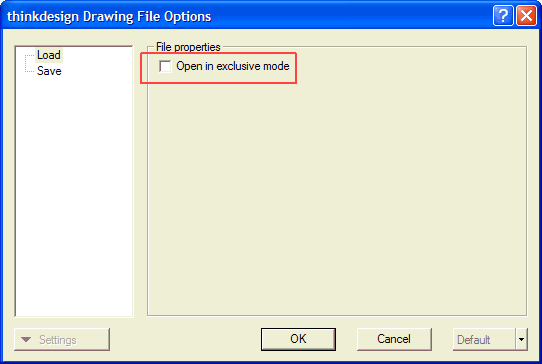 thinkdesign Drawing File Options
Load
Save
File properties
Open in exclusive mode
Settings
OK
Cancel
Default